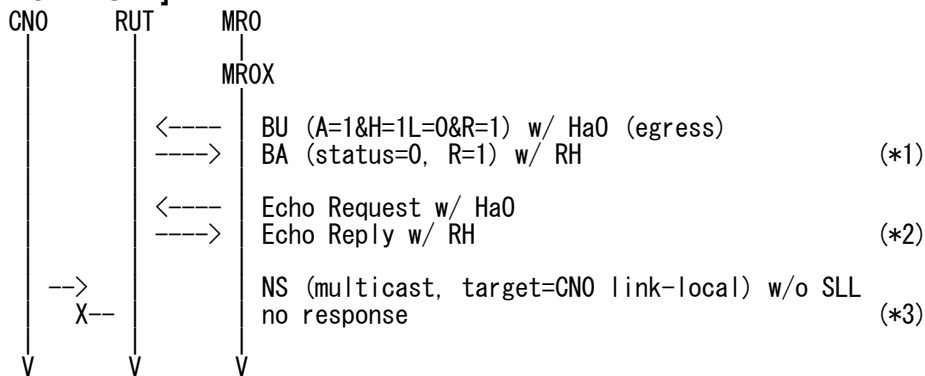 CN0 RUT MR0
MR0X
<---- BU (A=1&H=1L=0&R=1) w/ HaO (egress)
----> BA (status=0, R=1) w/ RH (*1)
<---- Echo Request w/ HaO
----> Echo Reply w/ RH (*2)
--> NS (multicast, target=CN0 link-local) w/o SLL
X-- no response (*3)
V V V